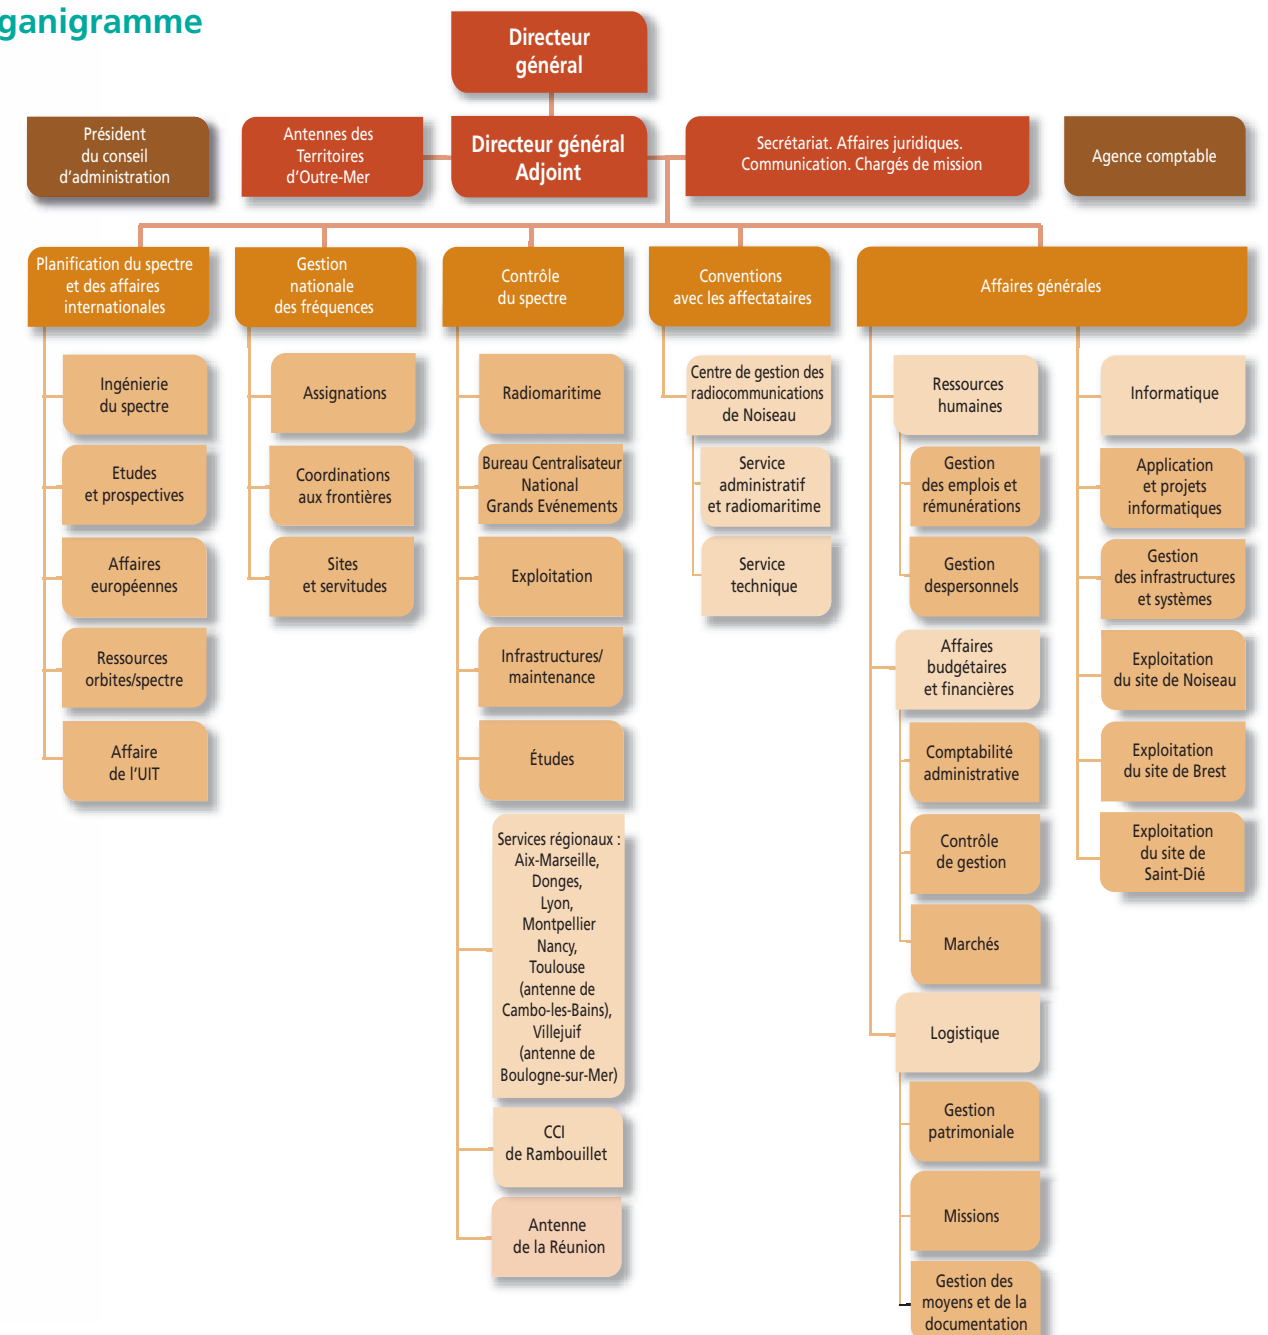 ganigramme
Directeur
général
Président
du conseil
d'administration
Antennes des
Territoires
d'Outre-Mer
Directeur général
Adjoint
Secrétariat. Affaires juridiques.
Communication. Chargés de mission
Agence comptable
Planification du spectre
et des affaires
internationales
Gestion
nationale
des fréquences
Contrôle
du spectre
Conventions
avec les affectataires
Affaires générales
Ingénierie
du spectre
Etudes
et prospectives
Affaires
européennes
Ressources
orbites/spectre
Affaire
de l'UIT
Assignations
Coordinations
aux frontières
Sites
et servitudes
Radiomaritime
Bureau Centralisateur
National
Grands Evénements
Exploitation
Infrastructures/
maintenance
Études
Services régionaux :
Aix-Marseille,
Donges,
Lyon,
Montpellier
Nancy,
Toulouse
(antenne de
Cambo-les-Bains),
Villejuif
(antenne de
Boulogne-sur-Mer)
CCI
de Rambouillet
Antenne
de la Réunion
Centre de gestion des
radiocommunications
de Noiseau
Service
administratif
et radiomaritime
Service
technique
Ressources
humaines
Gestion
des emplois et
rémunérations
Gestion
despersonnels
Affaires
budgétaires
et financières
Comptabilité
administrative
Contrôle
de gestion
Marchés
Logistique
Gestion
patrimoniale
Missions
Gestion des
moyens et de la
documentation
Informatique
Application
et projets
informatiques
Gestion
des infrastructures
et systèmes
Exploitation
du site de Noiseau
Exploitation
du site de Brest
Exploitation
du site de
Saint-Dié